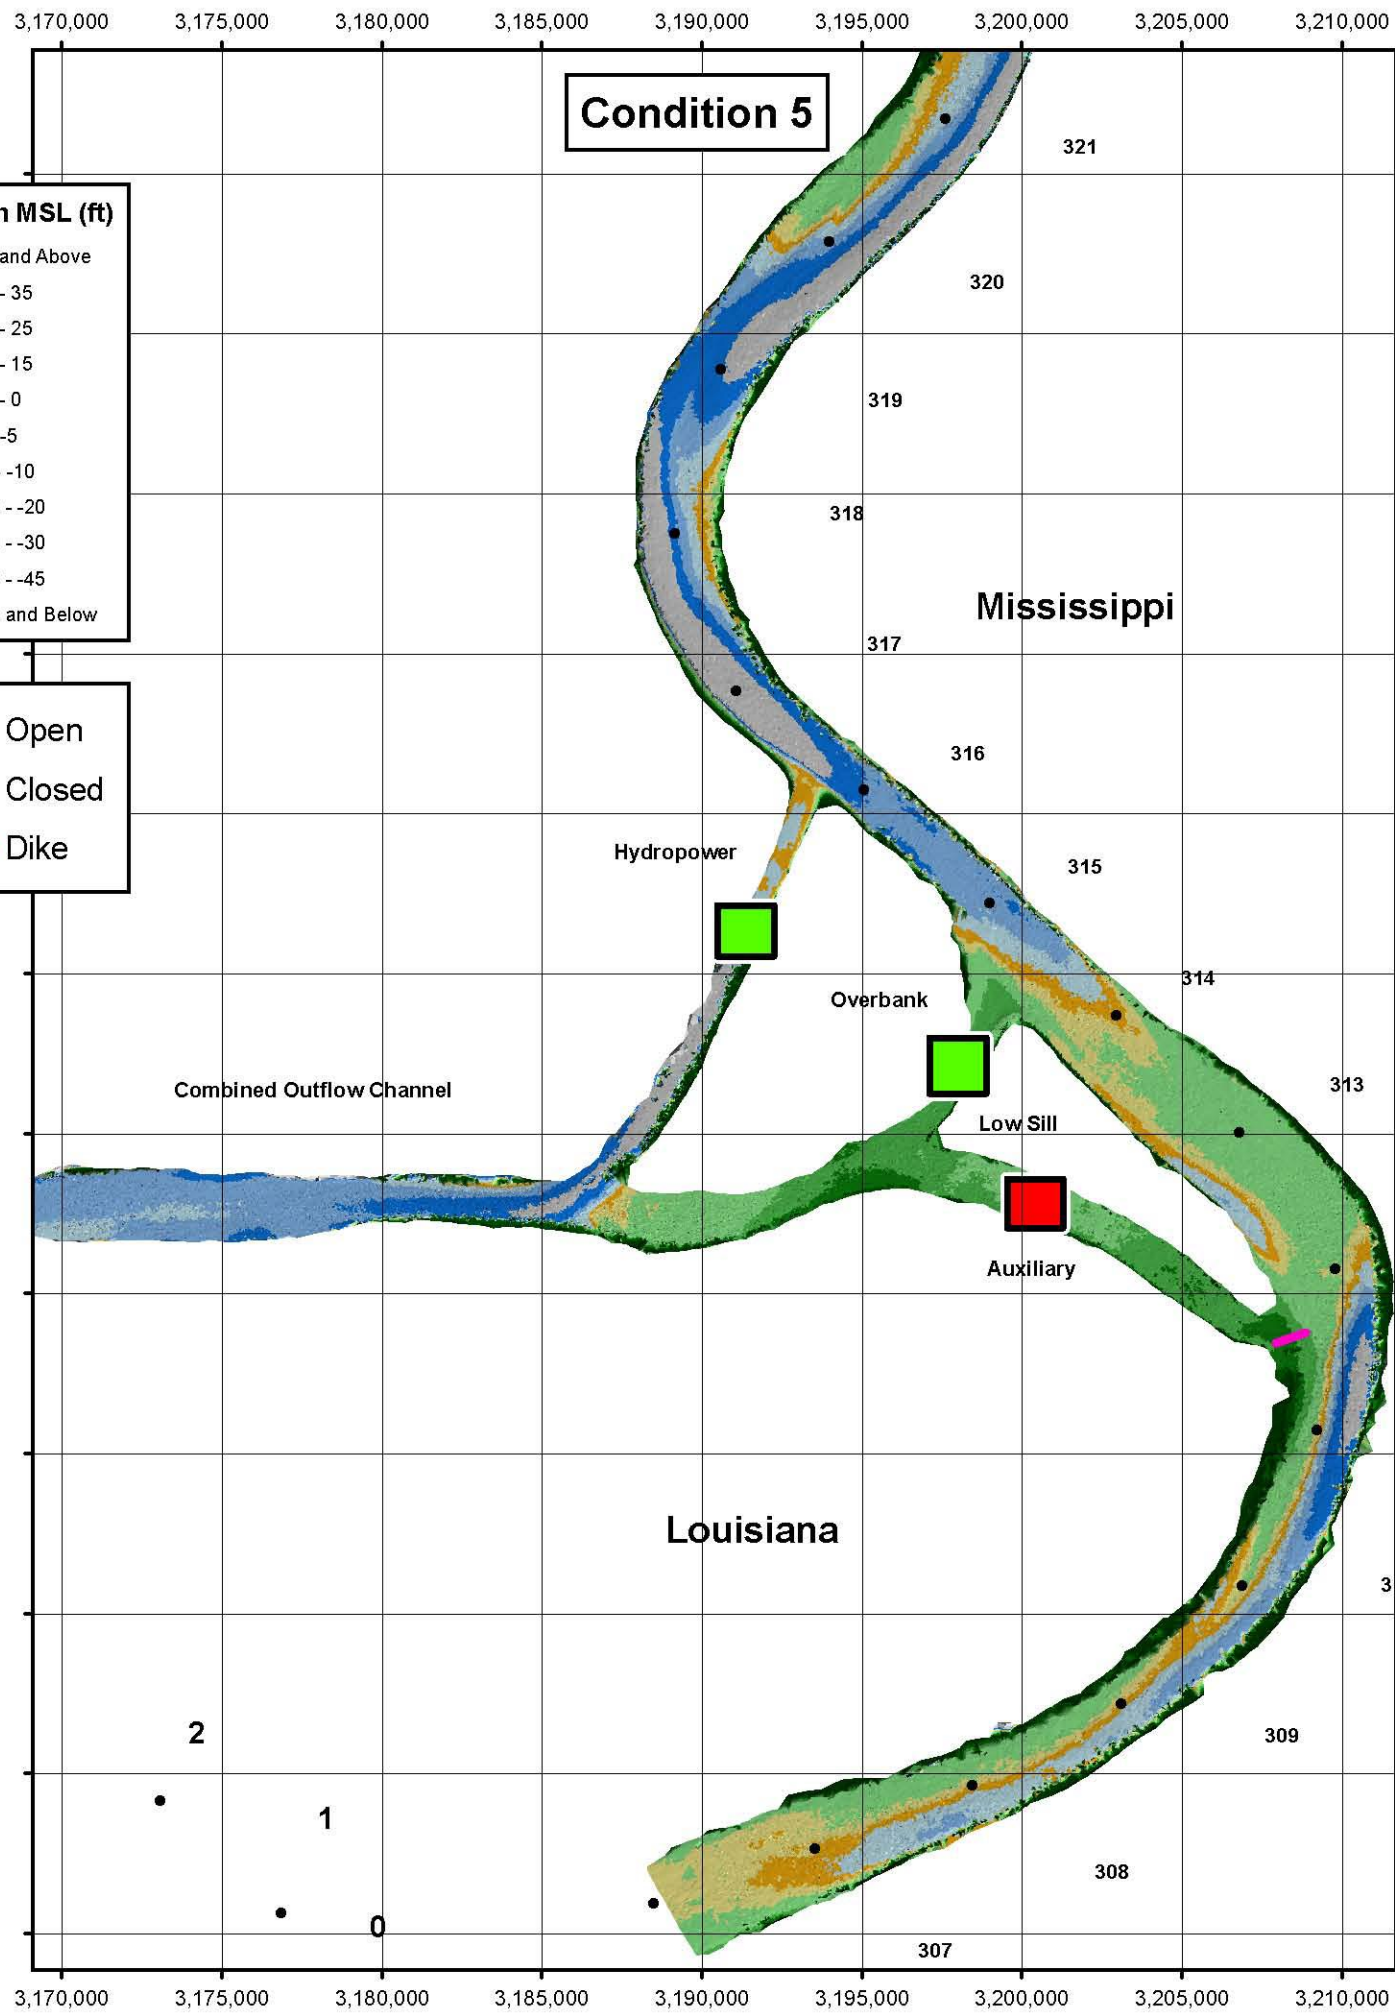 3,170,000 3,175,000 3,180,000 3,185,000 3,190,000 3,195,000 3,200,000 3,205,000 3,210,000
Condition 5
321
n MSL (ft)
and Above
- 35
- 25
- 15
- 0
-5
-10
- -20
- -30
- -45
and Below
320
319
318
Mississippi
317
Open
Closed
Dike
316
Hydropower
315
314
Overbank
313
Combined Outflow Channel
Low Sill
Auxiliary
Louisiana
3
2
309
1
308
0
307
3,170,000 3,175,000 3,180,000 3,185,000 3,190,000 3,195,000 3,200,000 3,205,000 3,210,000